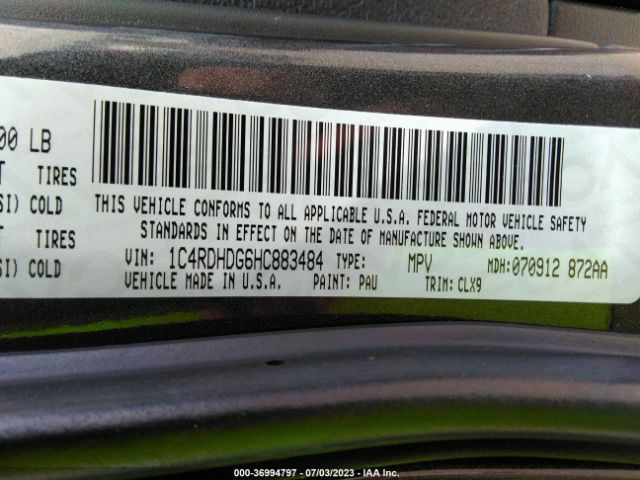 00 LB
T TIRES
SI) COLD
T TIRES
SI) COLD
THIS VEHICLE CONFORMS TO ALL APPLICABLE U.S.A. FEDERAL MOTOR VEHICLE SAFETY
STANDARDS IN EFFECT ON THE DATE OF MANUFACTURE SHOWN ABOVE.
VIN: 1C4RDHDG6HC883484 TYPE: MPV MDH:070912 872AA
VEHICLE MADE IN U.S.A. PAINT: PAU TRIM: CLX9
000-36994797 - 07/03/2023 - IAA Inc.